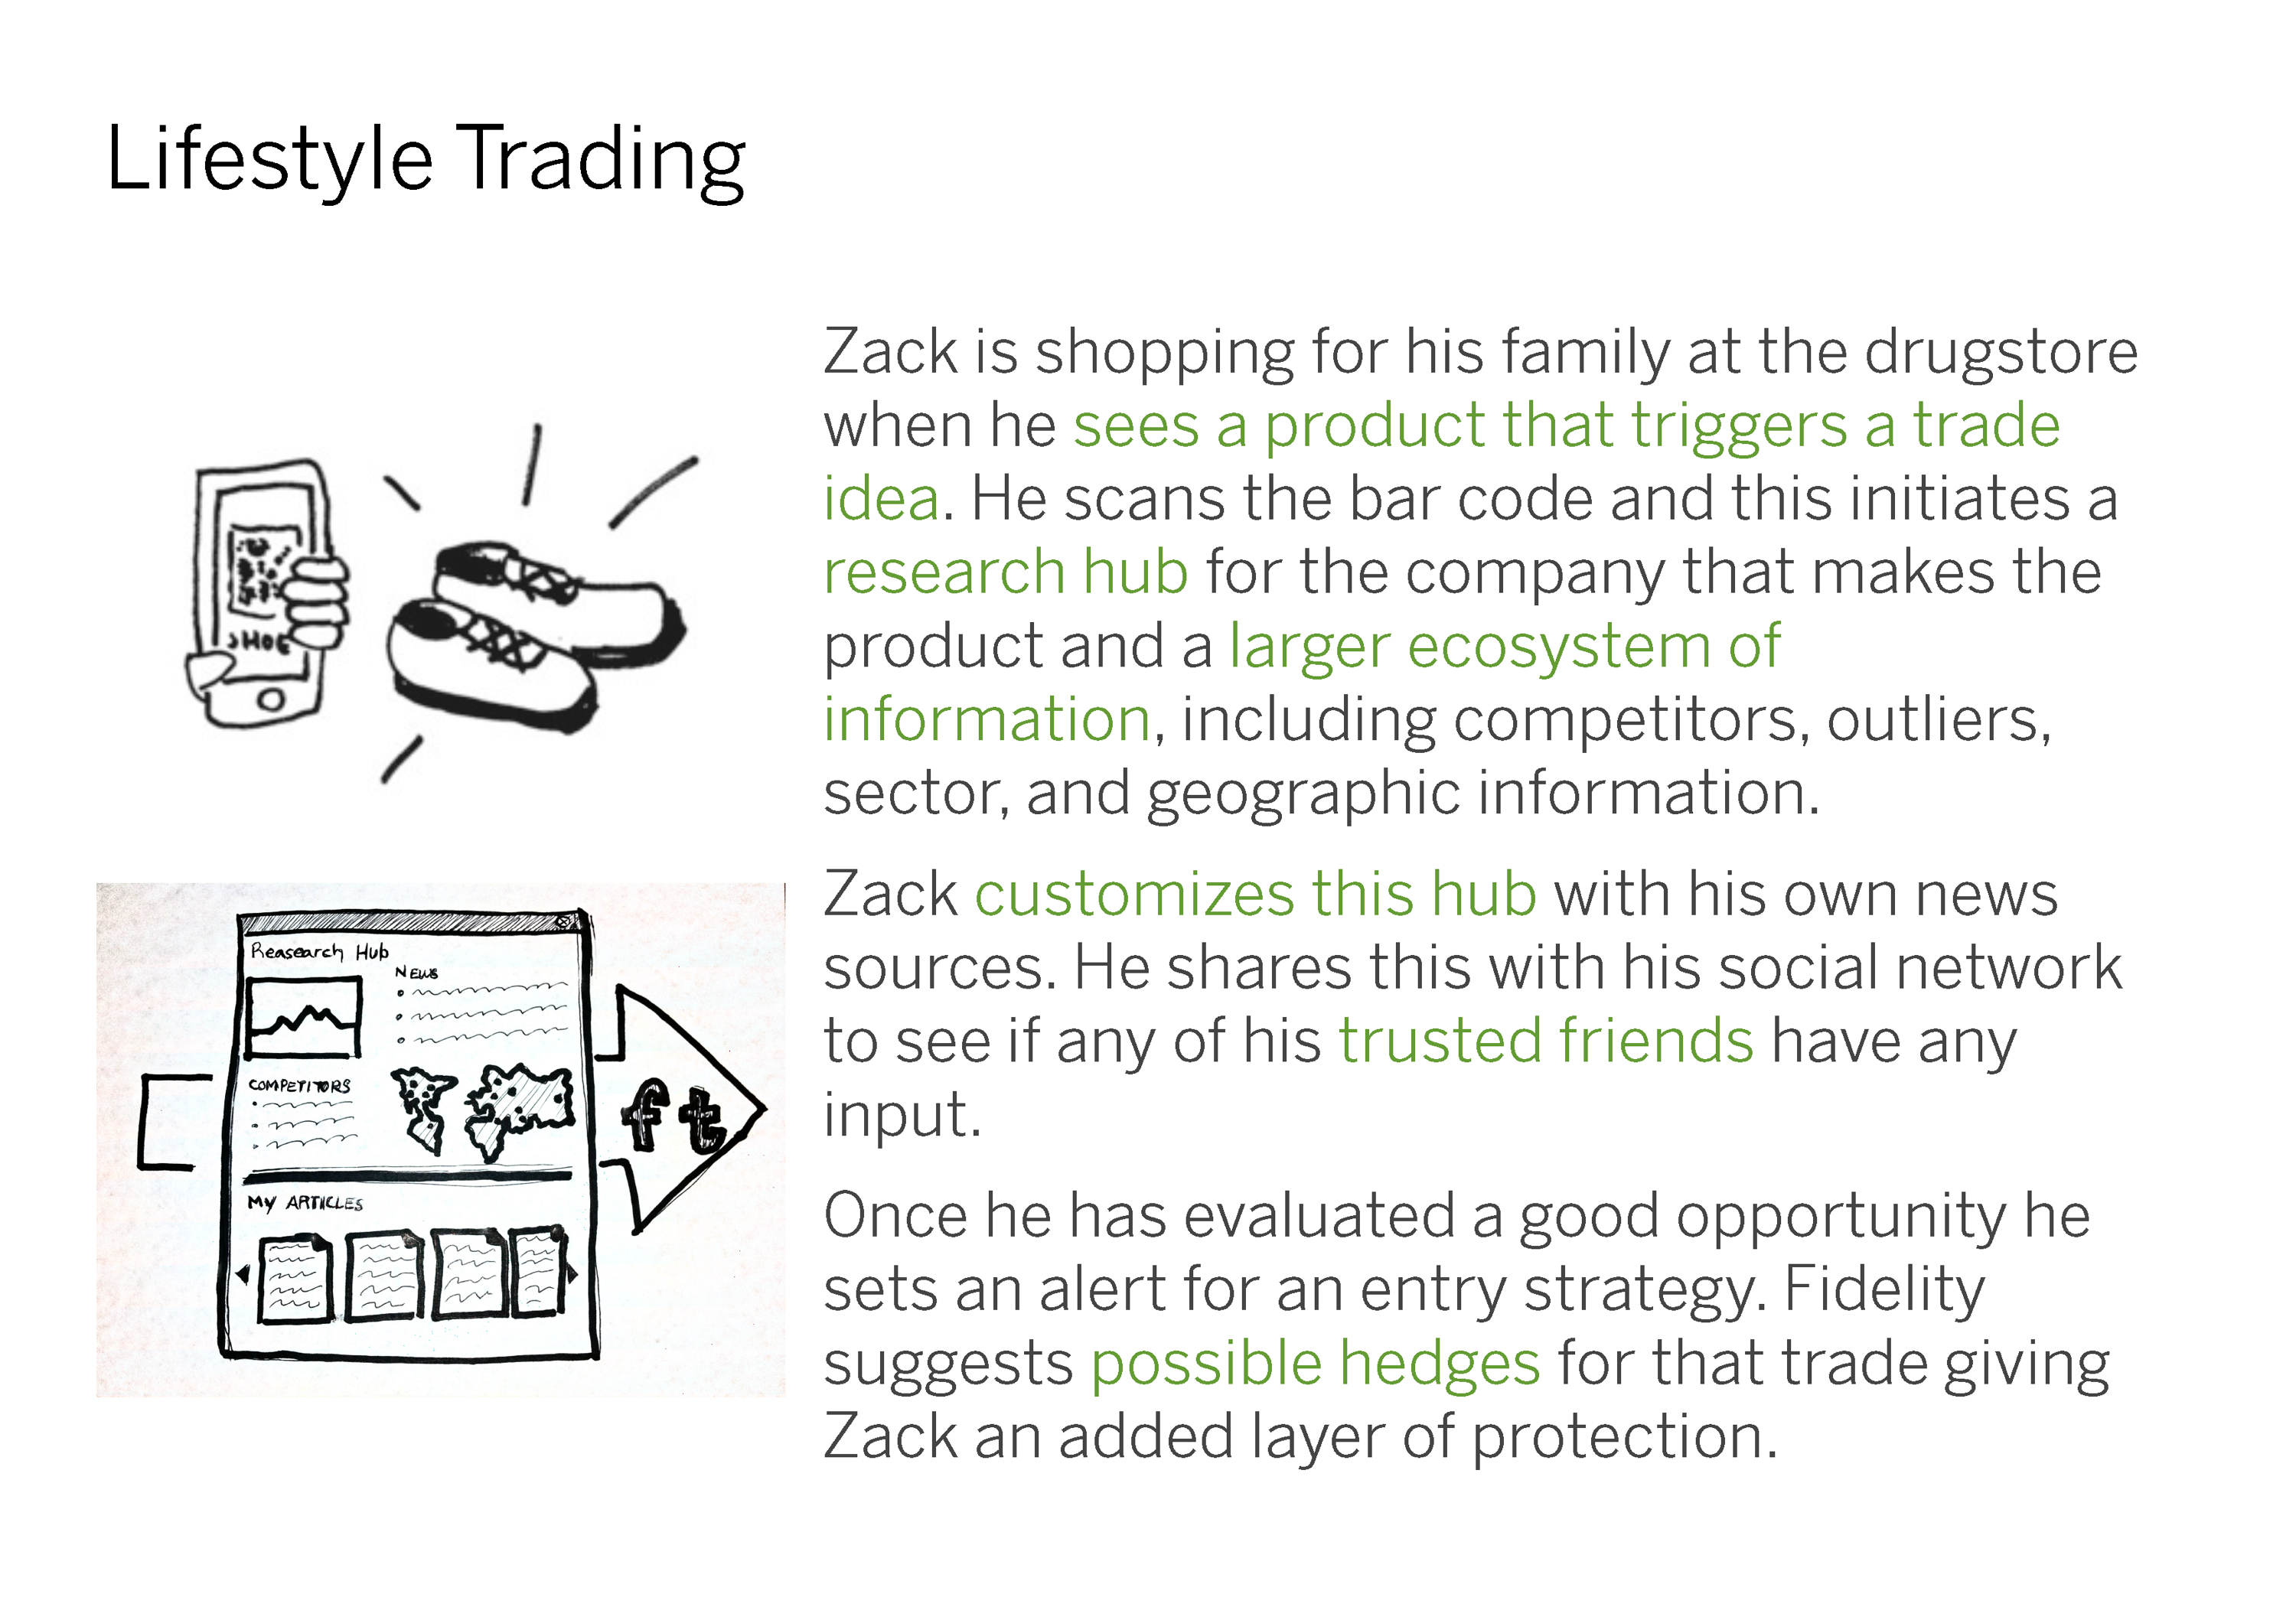 Lifestyle Trading
Zack is shopping for his family at the drugstore
when he sees a product that triggers a trade
idea. He scans the bar code and this initiates a
research hub for the company that makes the
product and a larger ecosystem of
information, including competitors, outliers,
sector, and geographic information.
SHOE
Zack customizes this hub with his own news
sources. He shares this with his social network
to see if any of his trusted friends have any
input.
Once he has evaluated a good opportunity he
sets an alert for an entry strategy. Fidelity
suggests possible hedges for that trade giving
Zack an added layer of protection.
Reasearch Hub
NEWS
COMPETITORS
MY ARTICLES
f t